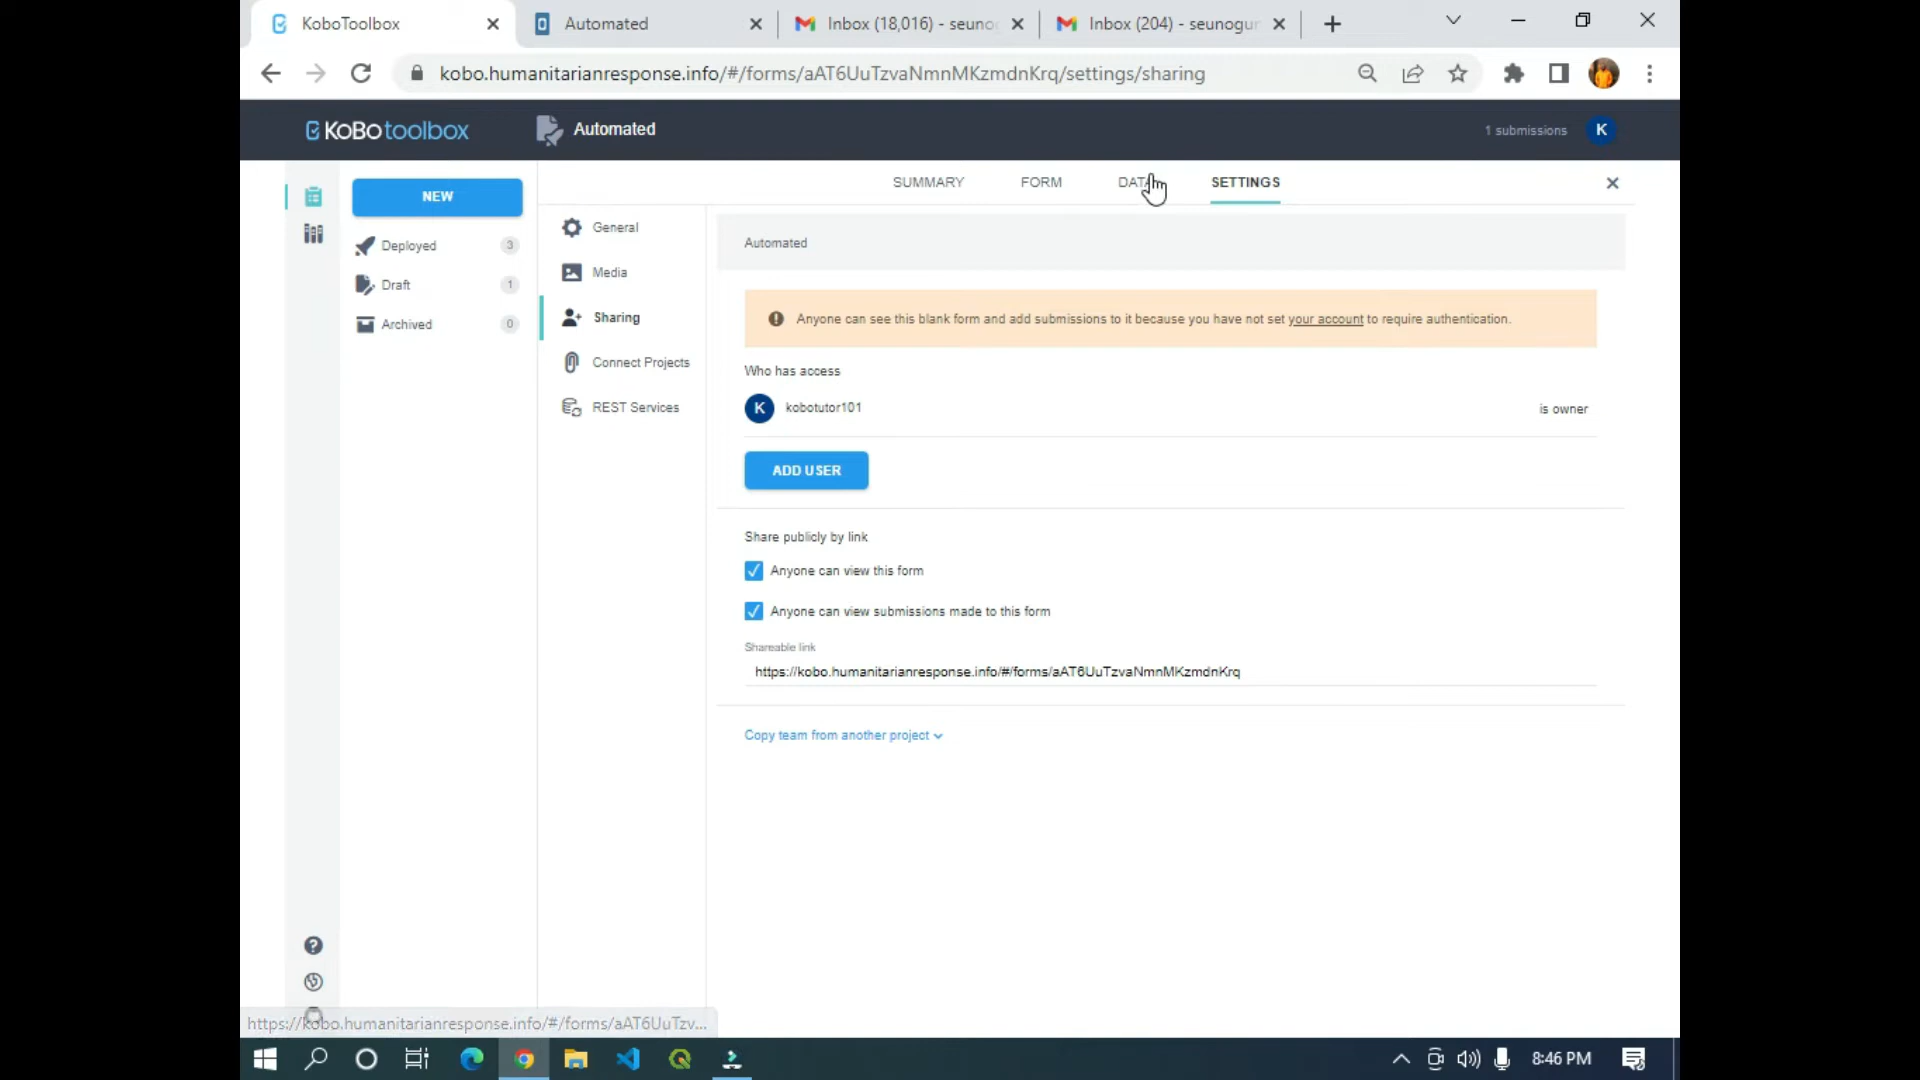 KoboToolbox
Automated
Inbox (18,016) - seuno
Inbox (204) - seunogun
kobo.humanitarianresponse.info/#/forms/aAT6UuTzvaNmnMKzmdnKrq/settings/sharing
KoBo toolbox
Automated
1 submissions
K
NEW
Deployed 3
Draft 1
Archived 0
SUMMARY FORM DATA SETTINGS
General
Media
Sharing
Connect Projects
REST Services
Automated
Anyone can see this blank form and add submissions to it because you have not set your account to require authentication.
Who has access
K kobotutor101 is owner
ADD USER
Share publicly by link
Anyone can view this form
Anyone can view submissions made to this form
Shareable link
https://kobo.humanitarianresponse.info/#/forms/aAT6UuTzvaNmnMKzmdnKrq
Copy team from another project
https://kobo.humanitarianresponse.info/#/forms/aAT6UuTzv...
8:46 PM